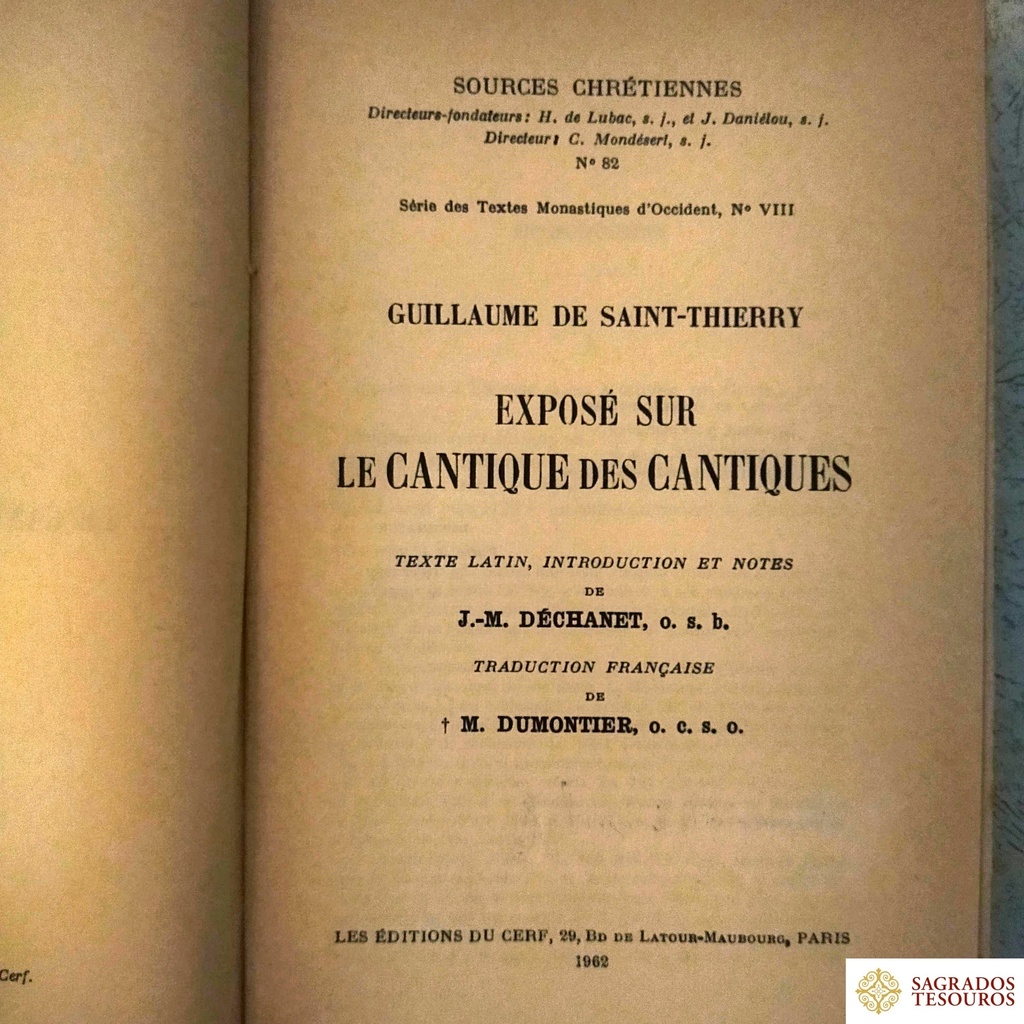 SOURCES CHRÉTIENNES
Directeurs-fondateurs: H. de Lubac, s. j., et J. Daniélou, s. j.
Directeur: C. Mondésert, s. j.
Nº 82
Série des Textes Monastiques d'Occident, Nº VIII
GUILLAUME DE SAINT-THIERRY
EXPOSÉ SUR
LE CANTIQUE DES CANTIQUES
TEXTE LATIN, INTRODUCTION ET NOTES
DE
J.-M. DÉCHANET, o. s. b.
TRADUCTION FRANÇAISE
DE
† M. DUMONTIER, o. c. s. o.
LES ÉDITIONS DU CERF, 29, BD DE LATOUR-MAUBOURG, PARIS
1962
Cerf.
SAGRADOS
TESOUROS